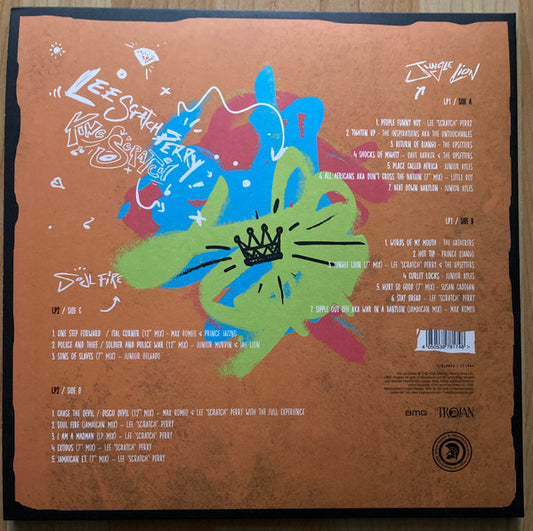 LEE SCRATCH PERRY
KING SCRATCH
JUNGLE LION
LP1 / SIDE A
1. PEOPLE FUNNY BOY - LEE "SCRATCH" PERRY
2. TIGHTEN UP - THE INSPIRATIONS AKA THE UNTOUCHABLES
3. RETURN OF DJANGO - THE UPSETTERS
4. SHOCKS OF MIGHTY - DAVE BARKER & THE UPSETTERS
5. PLACE CALLED AFRICA - JUNIOR BYLES
6. ALL AFRICANS AKA DON'T CROSS THE NATION (7" MIX) - LITTLE ROY
7. BEAT DOWN BABYLON - JUNIOR BYLES
LP1 / SIDE B
1. WORDS OF MY MOUTH - THE GATHERERS
2. HOT TIP - PRINCE DJANGO
3. JUNGLE LION (7" MIX) - LEE "SCRATCH" PERRY & THE UPSETTERS
4. CURLEY LOCKS - JUNIOR BYLES
5. HURT SO GOOD (7" MIX) - SUSAN CADOGAN
6. STAY DREAD - LEE "SCRATCH" PERRY
7. SIPPLE OUT DEH AKA WAR IN A BABYLON (JAMAICAN MIX) - MAX ROMEO
SOUL FIRE
LP2 / SIDE C
1. ONE STEP FORWARD / ITAL CORNER (12" MIX) - MAX ROMEO & PRINCE JAZZBO
2. POLICE AND THIEF / SOLDIER AND POLICE WAR (12" MIX) - JUNIOR MURVIN & JAH LION
3. SONS OF SLAVES (7" MIX) - JUNIOR DELGADO
LP2 / SIDE D
1. CHASE THE DEVIL / DISCO DEVIL (12" MIX) - MAX ROMEO & LEE "SCRATCH" PERRY WITH THE FULL EXPERIENCE
2. SOUL FIRE (JAMAICAN MIX) - LEE "SCRATCH" PERRY
3. I AM A MADMAN (LP MIX) - LEE "SCRATCH" PERRY
4. EXODUS (7" MIX) - LEE "SCRATCH" PERRY
5. JAMAICAN E.T. (7" MIX) - LEE "SCRATCH" PERRY
4 050538 781748 >
BMG TROJAN